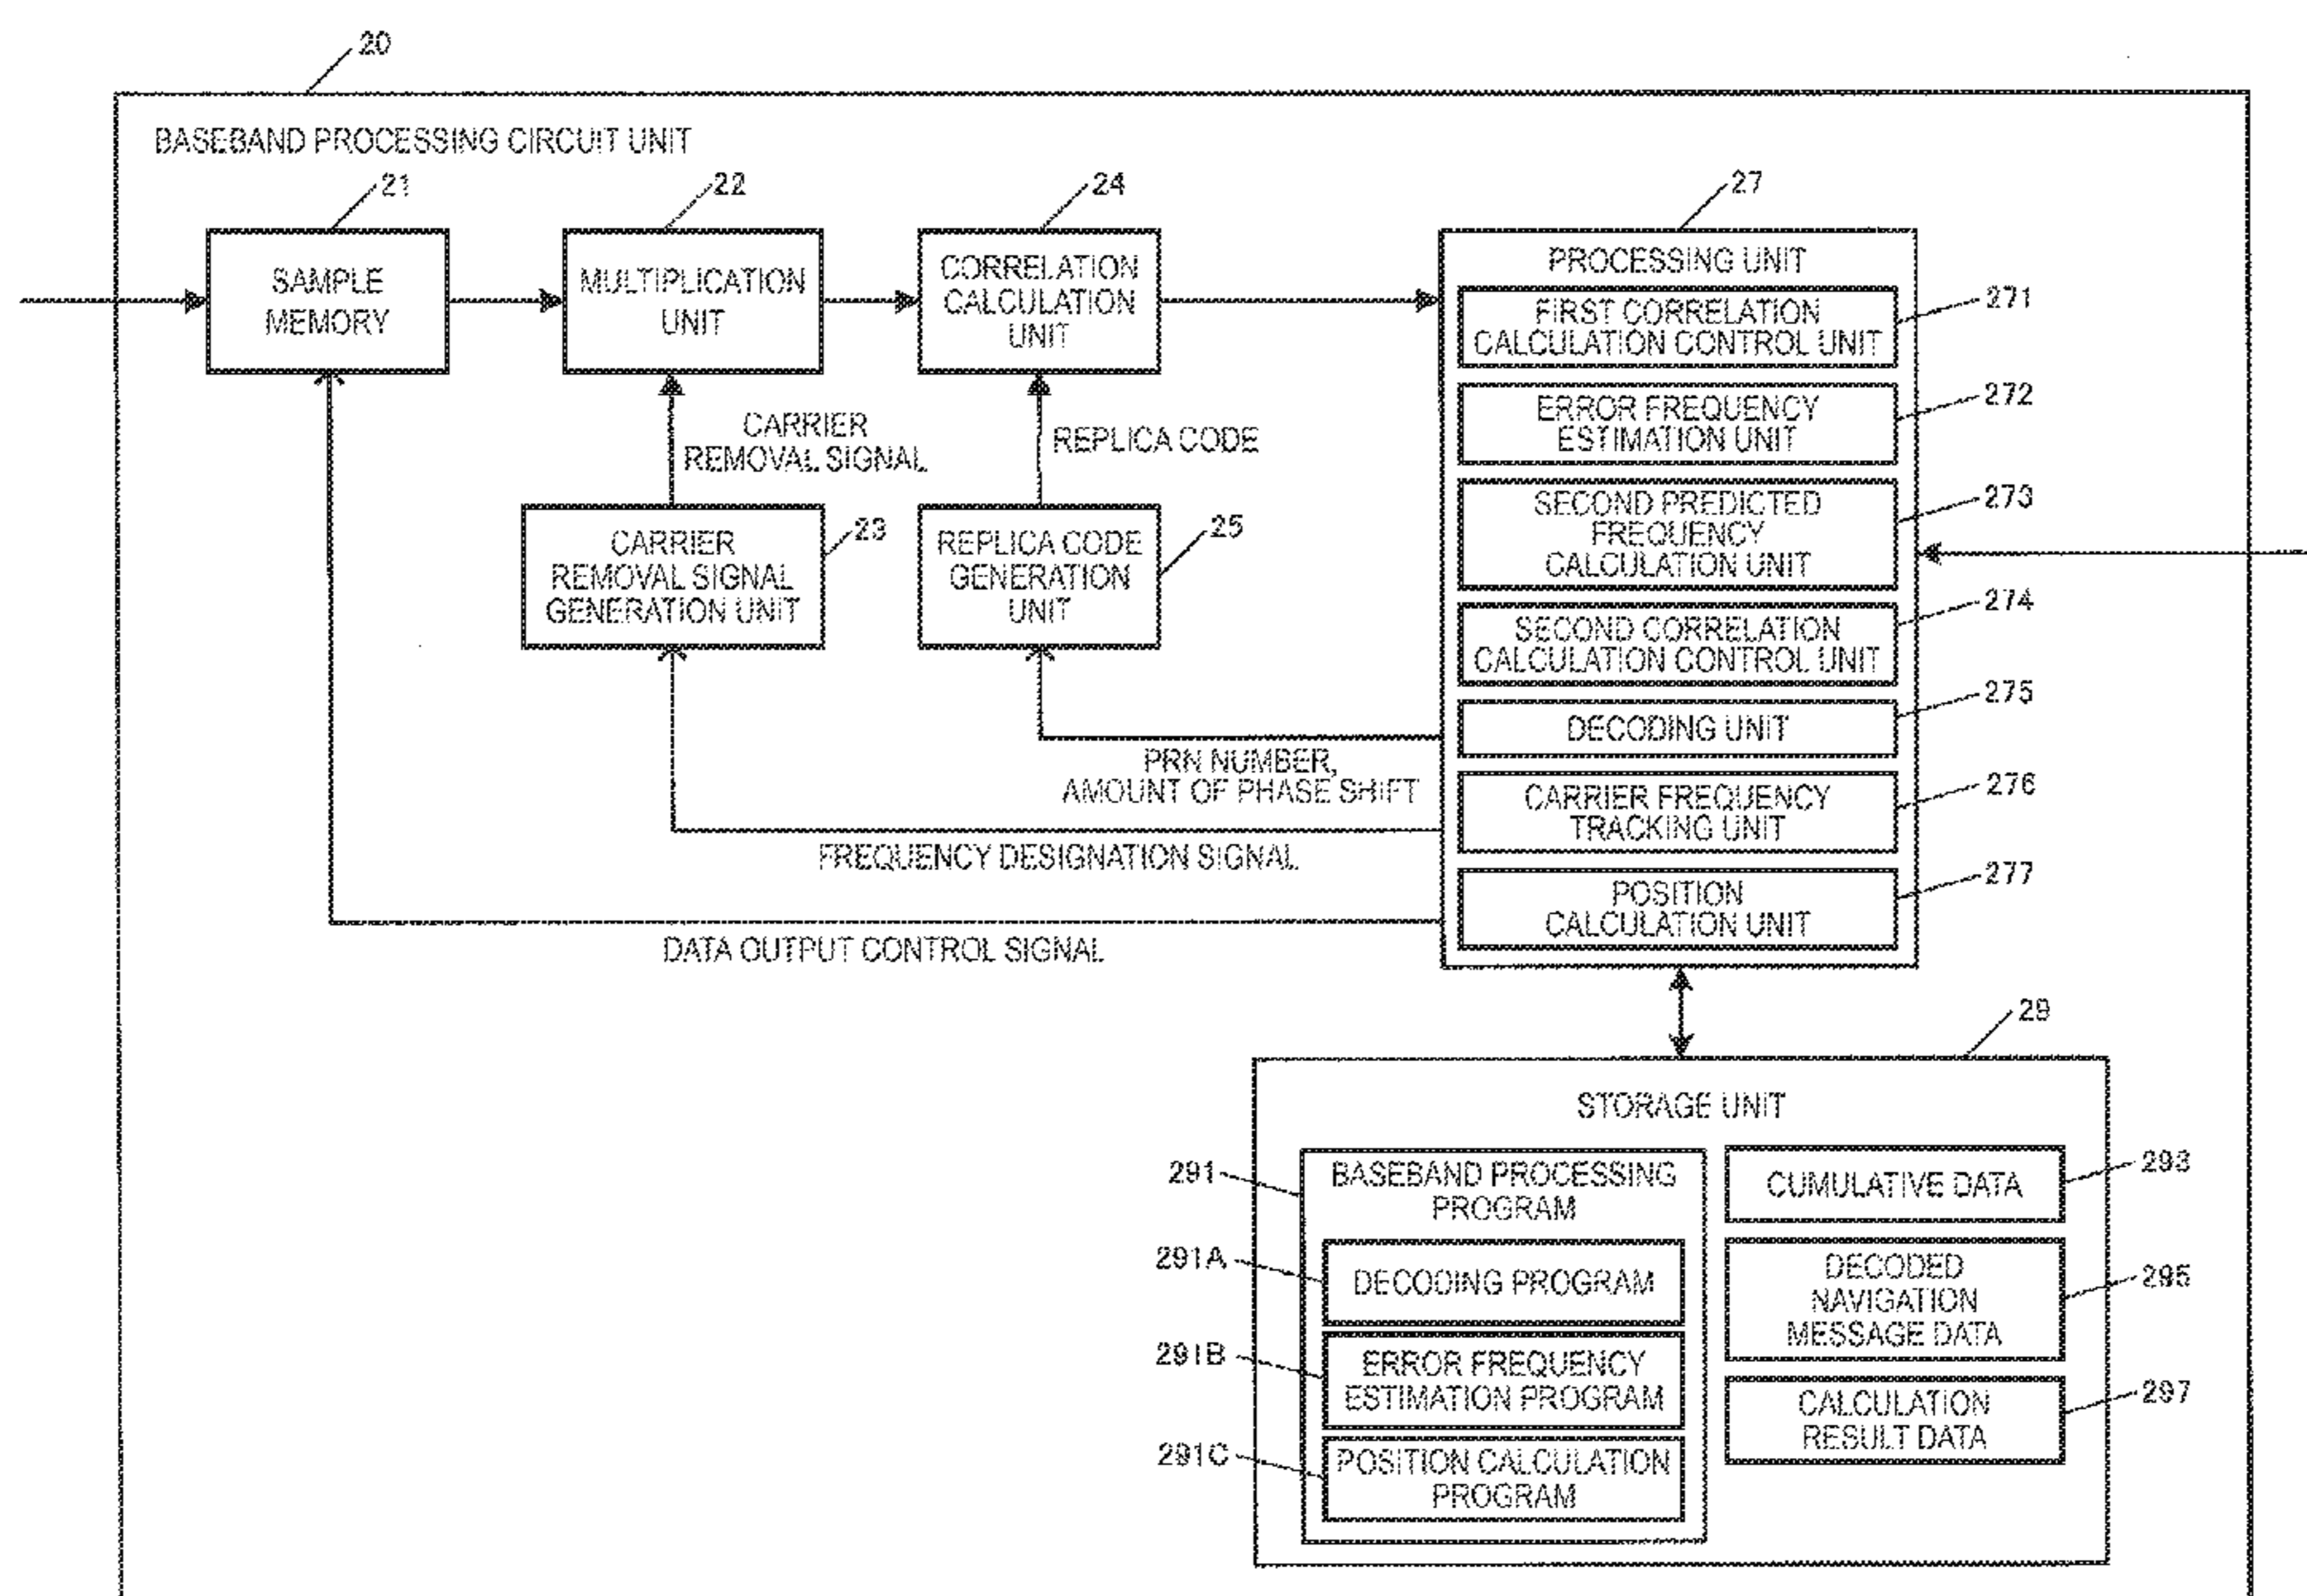 20
BASEBAND PROCESSING CIRCUIT UNIT
21
22
24
27
SAMPLE
MEMORY
MULTIPLICATION
UNIT
CORRELATION
CALCULATION
UNIT
PROCESSING UNIT
FIRST CORRELATION
CALCULATION CONTROL UNIT
271
ERROR FREQUENCY
ESTIMATION UNIT
272
SECOND PREDICTED
FREQUENCY
CALCULATION UNIT
273
SECOND CORRELATION
CALCULATION CONTROL UNIT
274
DECODING UNIT
275
CARRIER FREQUENCY
TRACKING UNIT
276
POSITION
CALCULATION UNIT
277
CARRIER
REMOVAL SIGNAL
REPLICA CODE
CARRIER
REMOVAL SIGNAL
GENERATION UNIT
23
REPLICA CODE
GENERATION
UNIT
25
PRN NUMBER,
AMOUNT OF PHASE SHIFT
FREQUENCY DESIGNATION SIGNAL
DATA OUTPUT CONTROL SIGNAL
29
STORAGE UNIT
291
BASEBAND PROCESSING
PROGRAM
291A
DECODING PROGRAM
291B
ERROR FREQUENCY
ESTIMATION PROGRAM
291C
POSITION CALCULATION
PROGRAM
CUMULATIVE DATA
293
DECODED
NAVIGATION
MESSAGE DATA
295
CALCULATION
RESULT DATA
297